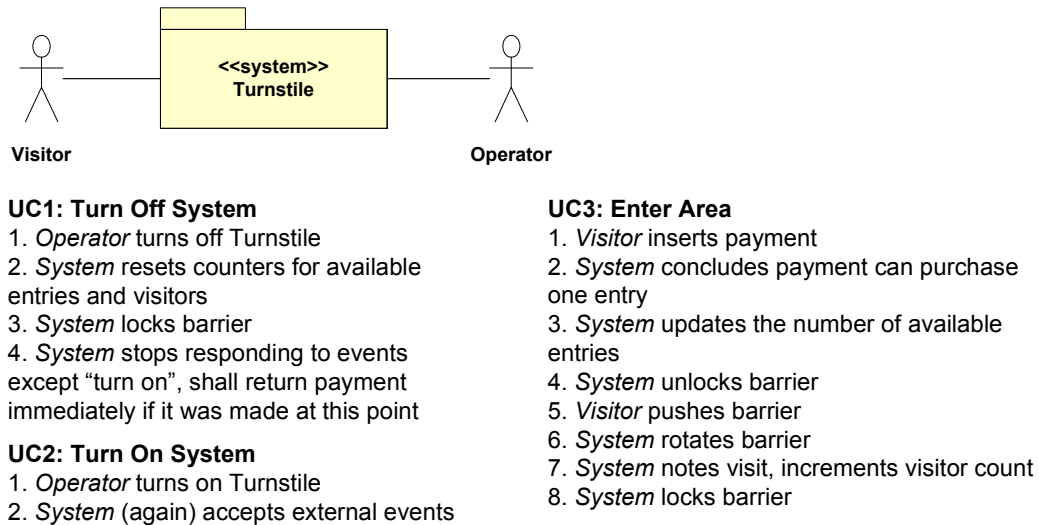 <<system>>
Turnstile
Visitor
Operator
UC1: Turn Off System
1. Operator turns off Turnstile
2. System resets counters for available
entries and visitors
3. System locks barrier
4. System stops responding to events
except “turn on”, shall return payment
immediately if it was made at this point
UC2: Turn On System
1. Operator turns on Turnstile
2. System (again) accepts external events
UC3: Enter Area
1. Visitor inserts payment
2. System concludes payment can purchase
one entry
3. System updates the number of available
entries
4. System unlocks barrier
5. Visitor pushes barrier
6. System rotates barrier
7. System notes visit, increments visitor count
8. System locks barrier